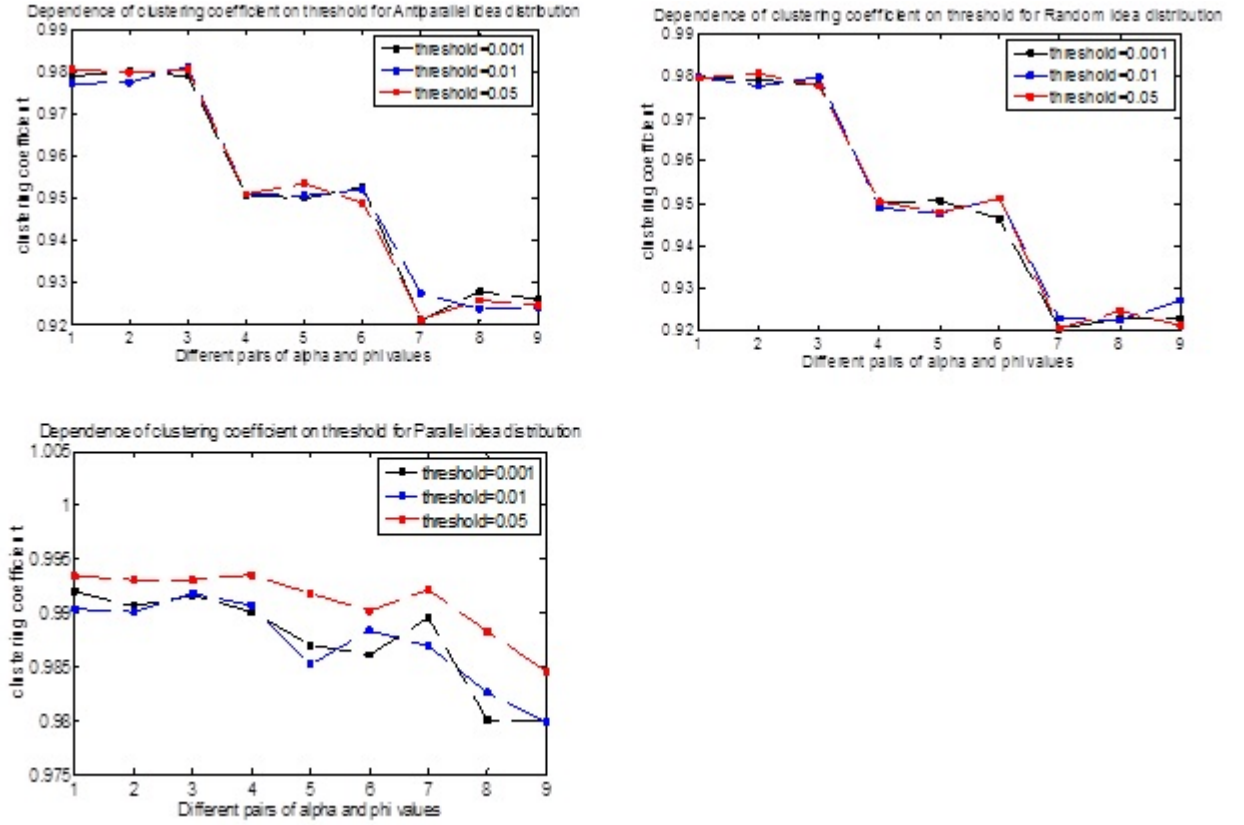 Dependence of clustering coefficient on threshold for Antiparallel idea distribution
0.99
0.98
0.97
0.96
0.95
0.94
0.93
0.92
clustering coefficient
threshold=0.001
threshold=0.01
threshold=0.05
1 2 3 4 5 6 7 8 9
Different pairs of alpha and phi values
Dependence of clustering coefficient on threshold for Random Idea distribution
0.99
0.98
0.97
0.96
0.95
0.94
0.93
0.92
clustering coefficient
threshold=0.001
threshold=0.01
threshold=0.05
1 2 3 4 5 6 7 8 9
Different pairs of alpha and phi values
Dependence of clustering coefficient on threshold for Parallel idea distribution
1.005
1
0.995
0.99
0.985
0.98
0.975
clustering coefficient
threshold=0.001
threshold=0.01
threshold=0.05
1 2 3 4 5 6 7 8 9
Different pairs of alpha and phi values